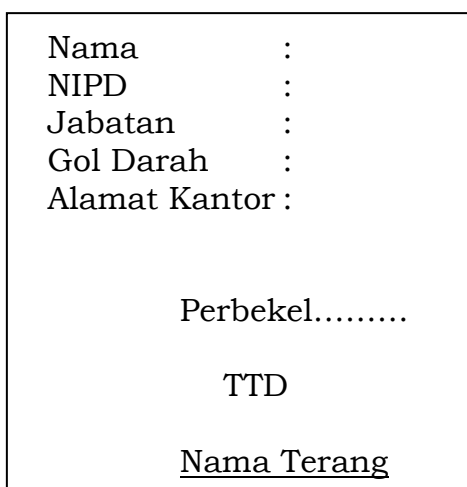 Nama :
NIPD :
Jabatan :
Gol Darah :
Alamat Kantor :
Perbekel.........
TTD
Nama Terang